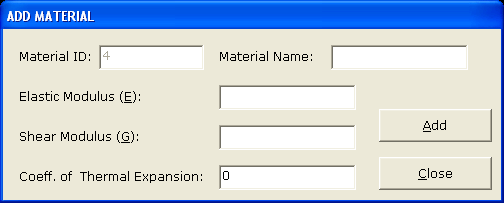 ADD MATERIAL
Material ID: 4 Material Name:
Elastic Modulus (E):
Shear Modulus (G): Add
Coeff. of Thermal Expansion: 0 Close